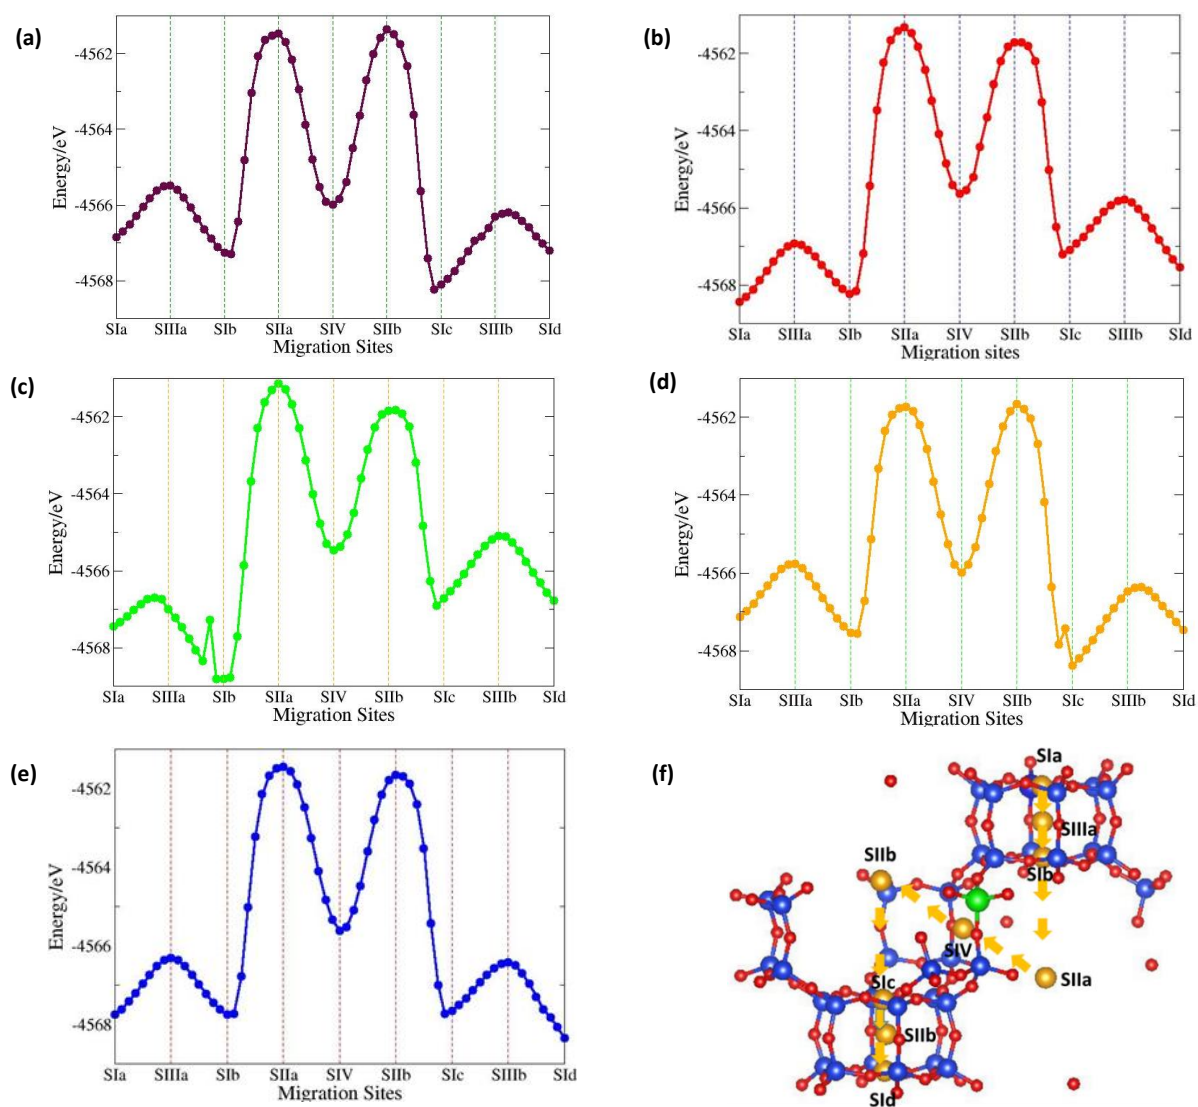 (a)
Energy/eV
-4562
-4564
-4566
-4568
SIa SIIIa SIb SIIa SIV SIIb SIc SIIIb SId
Migration Sites
(b)
Energy/eV
-4562
-4564
-4566
-4568
SIa SIIIa SIb SIIa SIV SIIb SIc SIIIb SId
Migration sites
(c)
Energy/eV
-4562
-4564
-4566
-4568
SIa SIIIa SIb SIIa SIV SIIb SIc SIIIb SId
Migration Sites
(d)
Energy/eV
-4562
-4564
-4566
-4568
SIa SIIIa SIb SIIa SIV SIIb SIc SIIIb SId
Migration Sites
(e)
Energy/eV
-4562
-4564
-4566
-4568
SIa SIIIa SIb SIIa SIV SIIb SIc SIIIb SId
Migration Sites
(f)
SIa
SIIIa
SIIb
SIb
SIV
SIIa
SIc
SIIb
SId